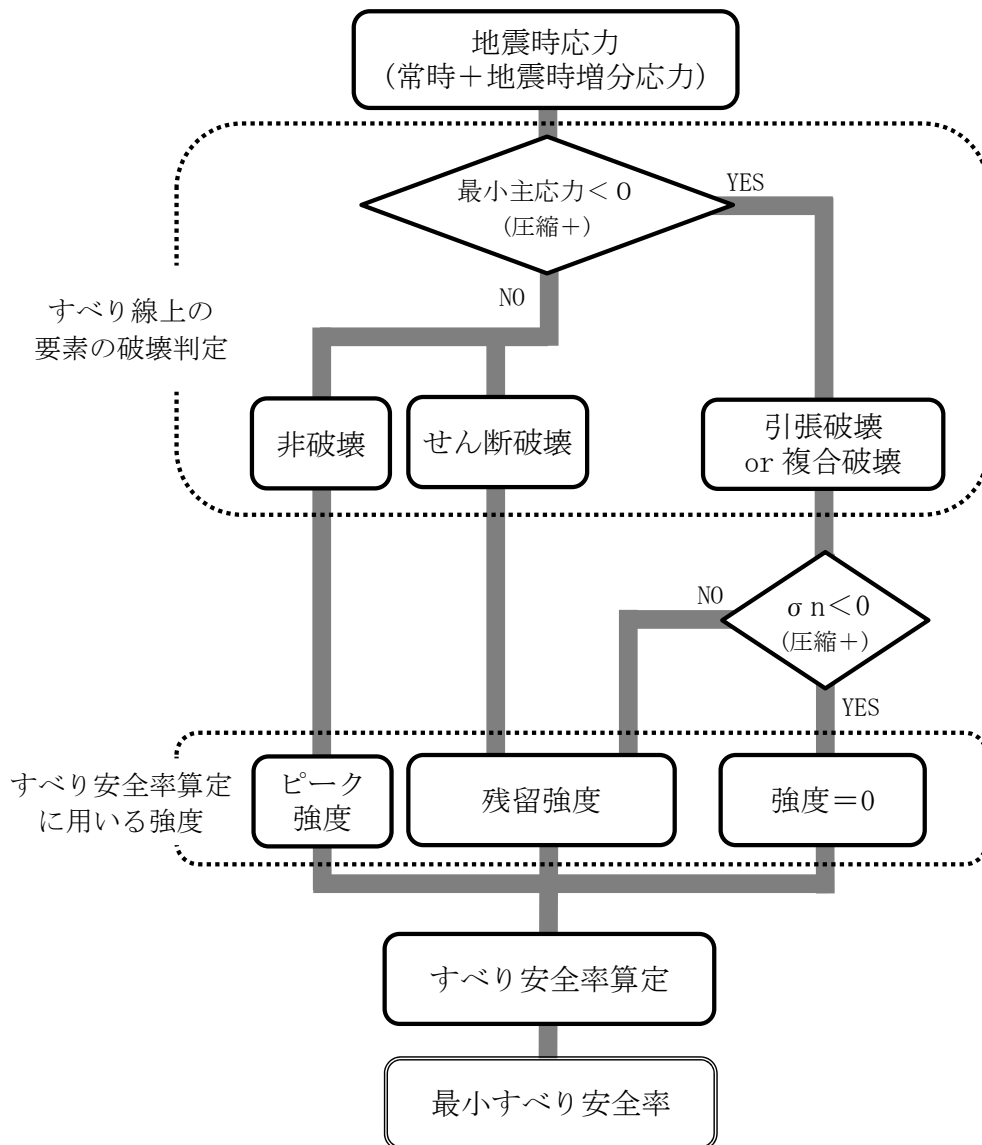 地震時応力
(常時＋地震時増分応力)
最小主応力＜０
(圧縮＋)
YES
NO
すべり線上の
要素の破壊判定
非破壊
せん断破壊
引張破壊
or 複合破壊
σn＜0
(圧縮＋)
NO
YES
すべり安全率算定
に用いる強度
ピーク
強度
残留強度
強度＝0
すべり安全率算定
最小すべり安全率